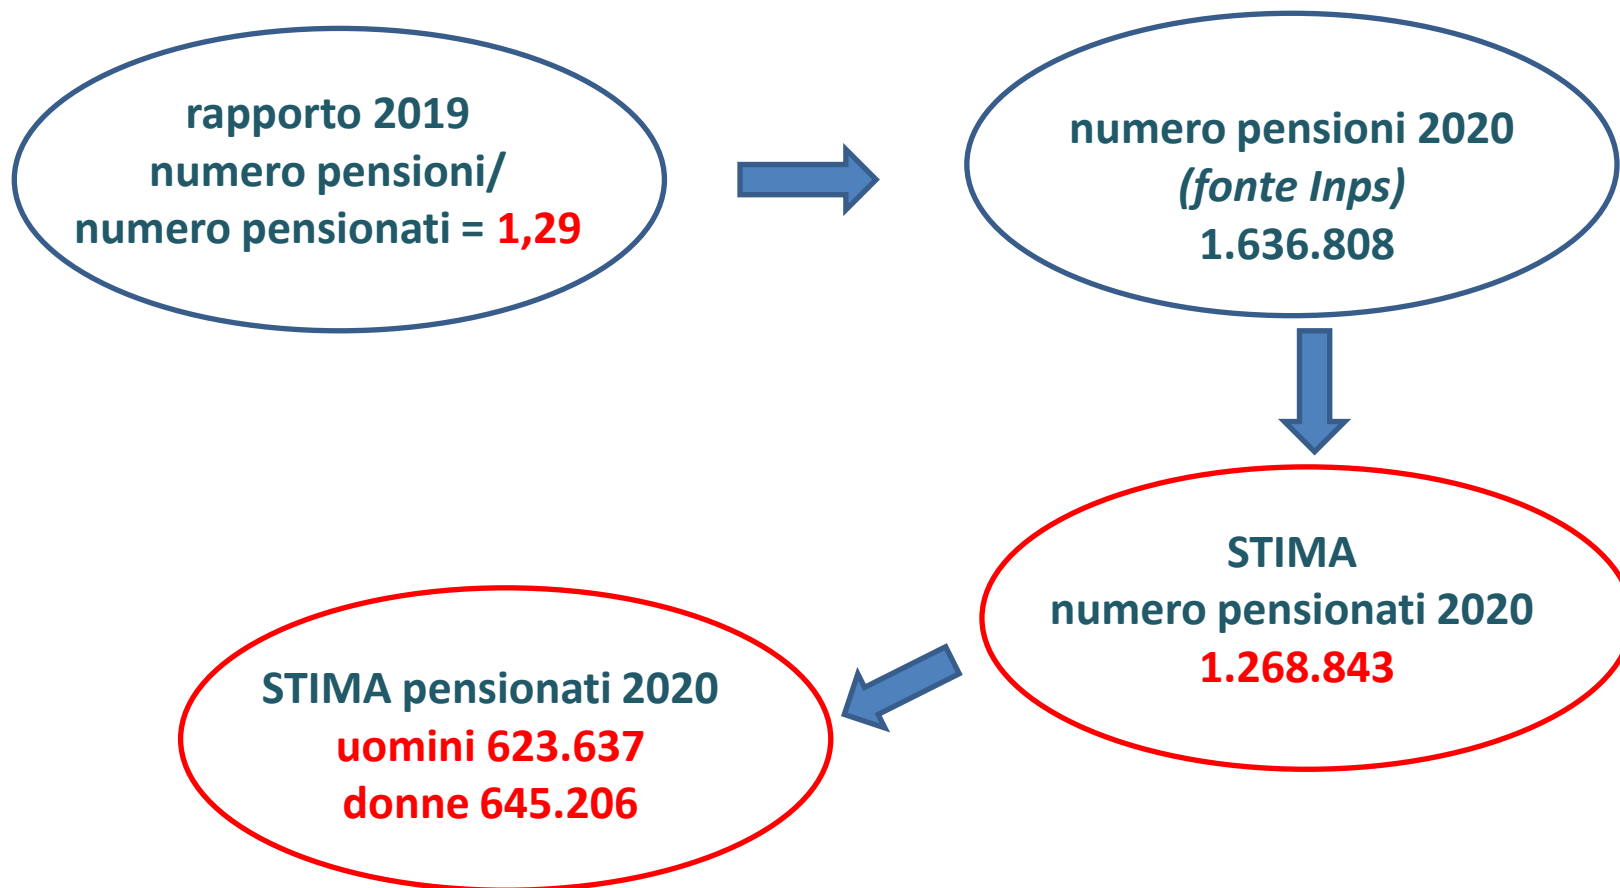 rapporto 2019
numero pensioni/
numero pensionati = 1,29
numero pensioni 2020
(fonte Inps)
1.636.808
STIMA
numero pensionati 2020
1.268.843
STIMA pensionati 2020
uomini 623.637
donne 645.206